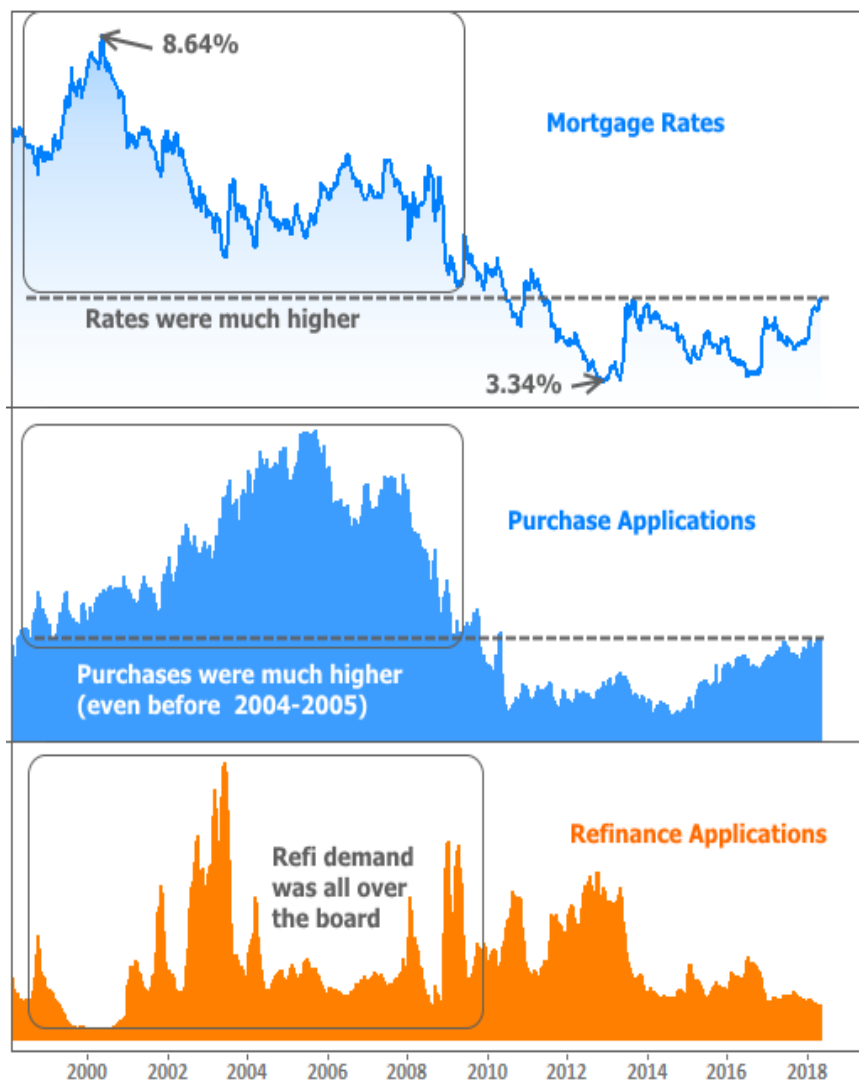 8.64%
Mortgage Rates
Rates were much higher
3.34%
Purchase Applications
Purchases were much higher
(even before 2004-2005)
Refinance Applications
Refi demand
was all over
the board
2000 2002 2004 2006 2008 2010 2012 2014 2016 2018